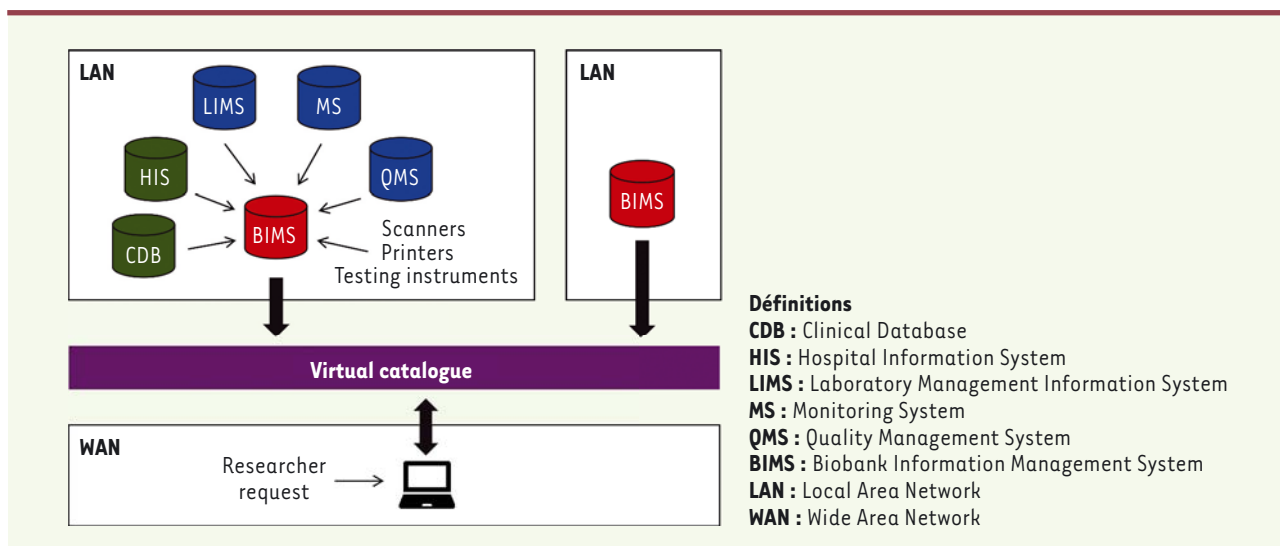 LAN
LIMS
MS
HIS
QMS
CDB
BIMS
Scanners
Printers
Testing instruments
LAN
BIMS
Virtual catalogue
WAN
Researcher
request
Définitions
CDB : Clinical Database
HIS : Hospital Information System
LIMS : Laboratory Management Information System
MS : Monitoring System
QMS : Quality Management System
BIMS : Biobank Information Management System
LAN : Local Area Network
WAN : Wide Area Network